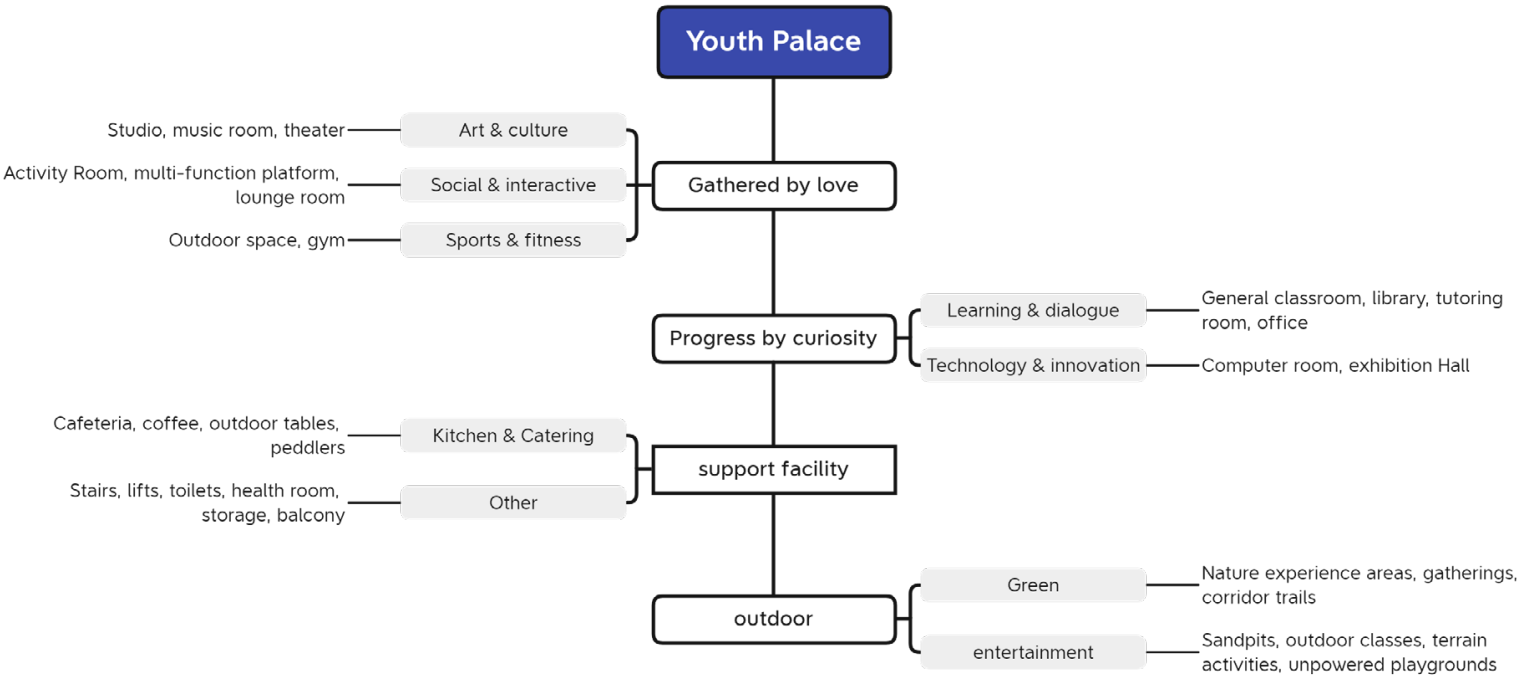 Youth Palace
Studio, music room, theater
Art & culture
Activity Room, multi-function platform,
lounge room
Social & interactive
Gathered by love
Outdoor space, gym
Sports & fitness
Progress by curiosity
Learning & dialogue
General classroom, library, tutoring
room, office
Technology & innovation
Computer room, exhibition Hall
Cafeteria, coffee, outdoor tables,
peddlers
Kitchen & Catering
support facility
Stairs, lifts, toilets, health room,
storage, balcony
Other
outdoor
Green
Nature experience areas, gatherings,
corridor trails
entertainment
Sandpits, outdoor classes, terrain
activities, unpowered playgrounds